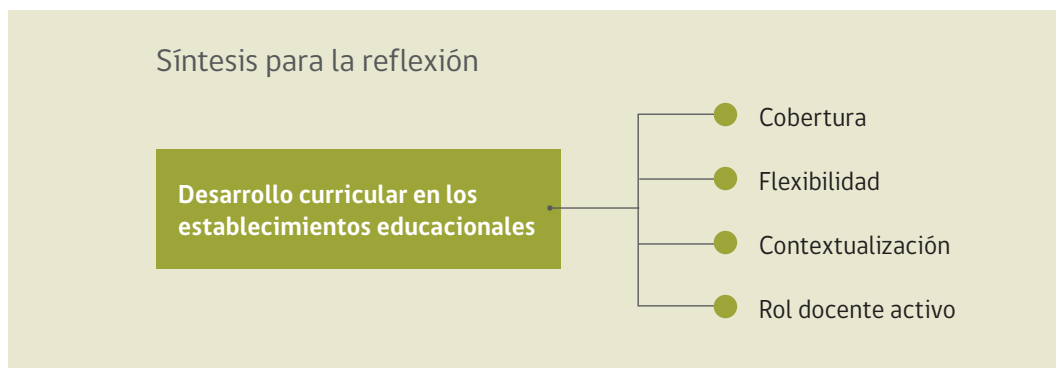 Síntesis para la reflexión
Desarrollo curricular en los
establecimientos educacionales
Cobertura
Flexibilidad
Contextualización
Rol docente activo